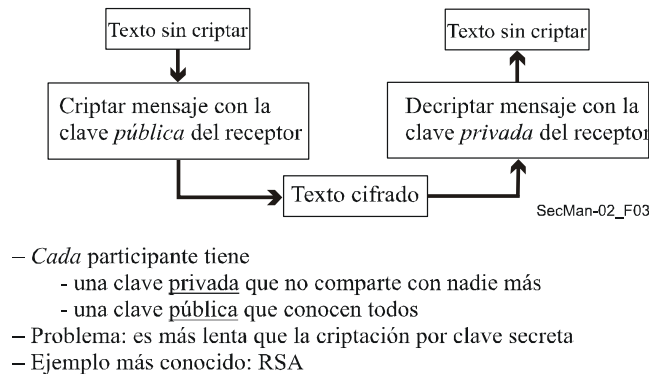 Texto sin criptar
Texto sin criptar
Criptar mensaje con la
clave pública del receptor
Decriptar mensaje con la
clave privada del receptor
Texto cifrado
SecMan-02_F03
– Cada participante tiene
- una clave privada que no comparte con nadie más
- una clave pública que conocen todos
– Problema: es más lenta que la criptación por clave secreta
– Ejemplo más conocido: RSA